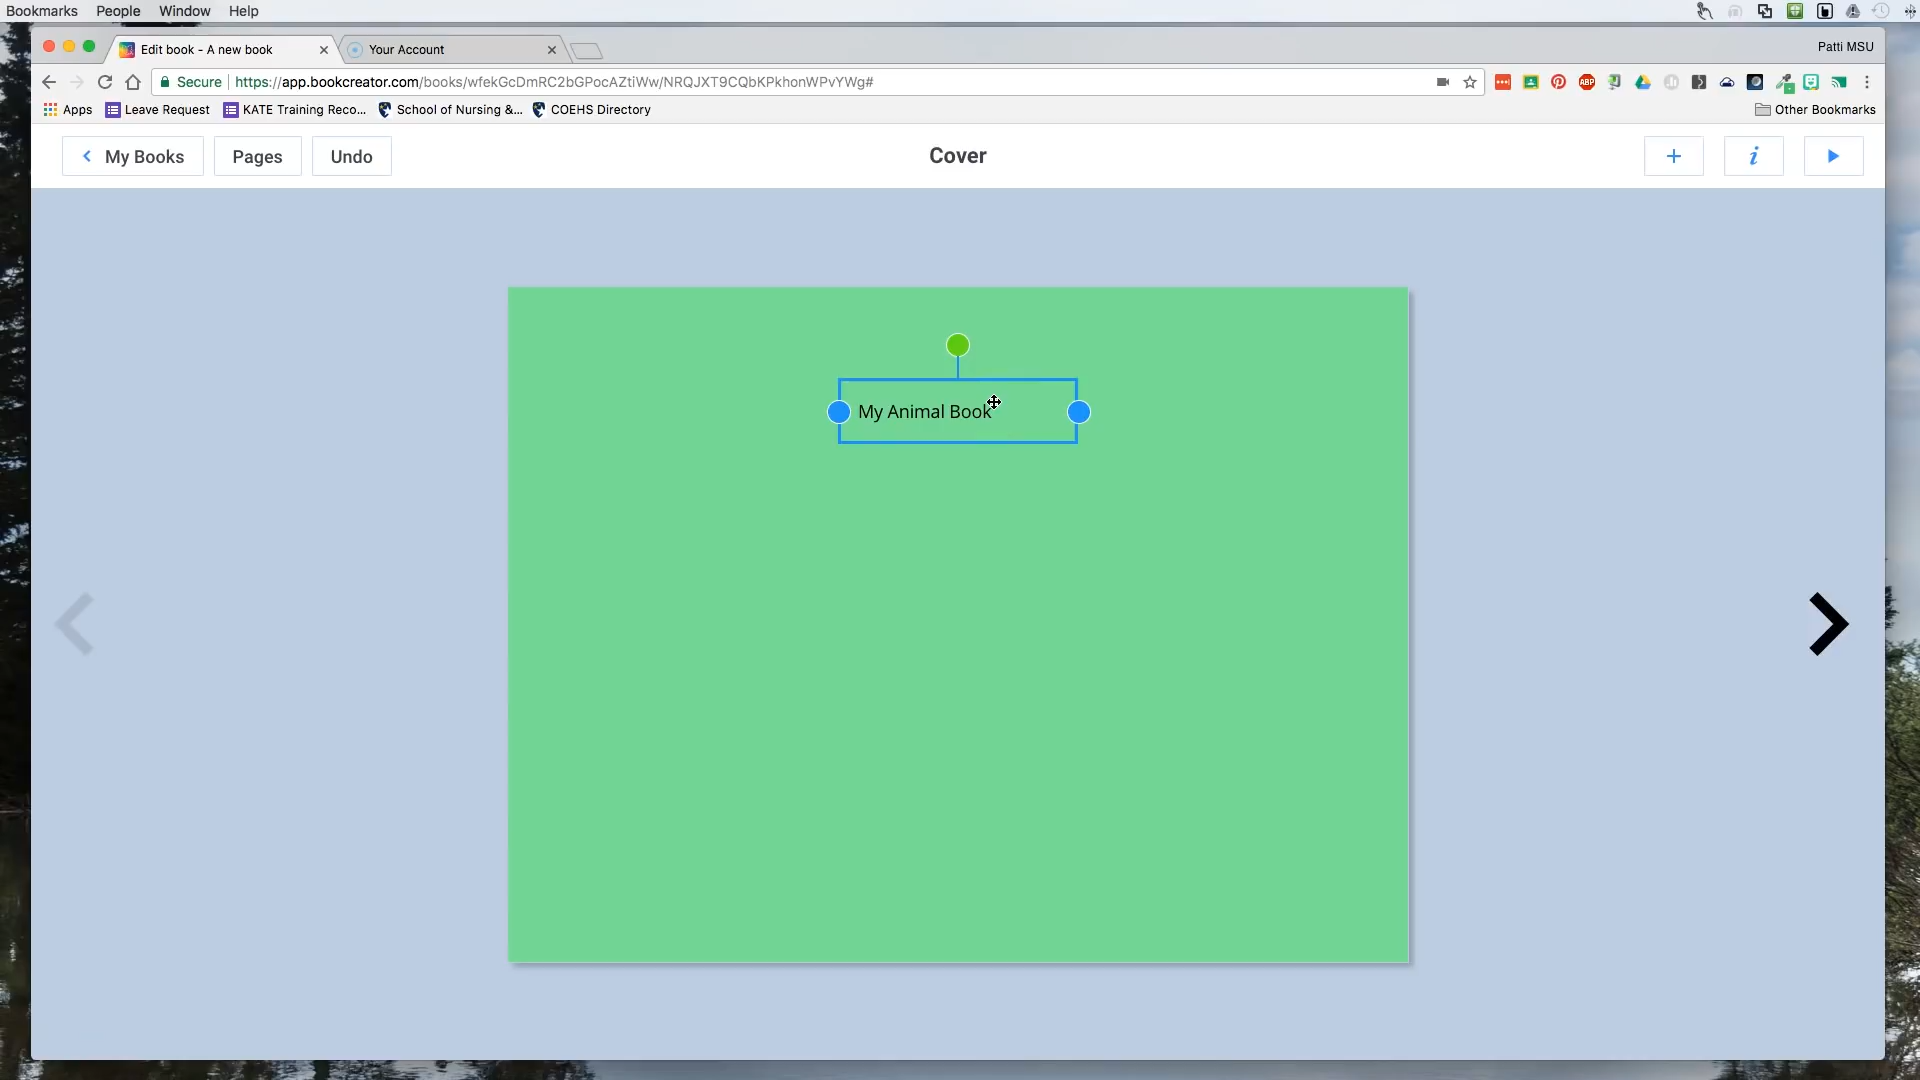 Bookmarks People Window Help
Edit book - A new book
Your Account
Patti MSU
Secure https://app.bookcreator.com/books/wfekGcDmRC2bGPocAZtiWw/NRQJXT9CQbKPkhonWPvYWg#
Apps Leave Request KATE Training Reco... School of Nursing &... COEHS Directory Other Bookmarks
My Books Pages Undo Cover
My Animal Book